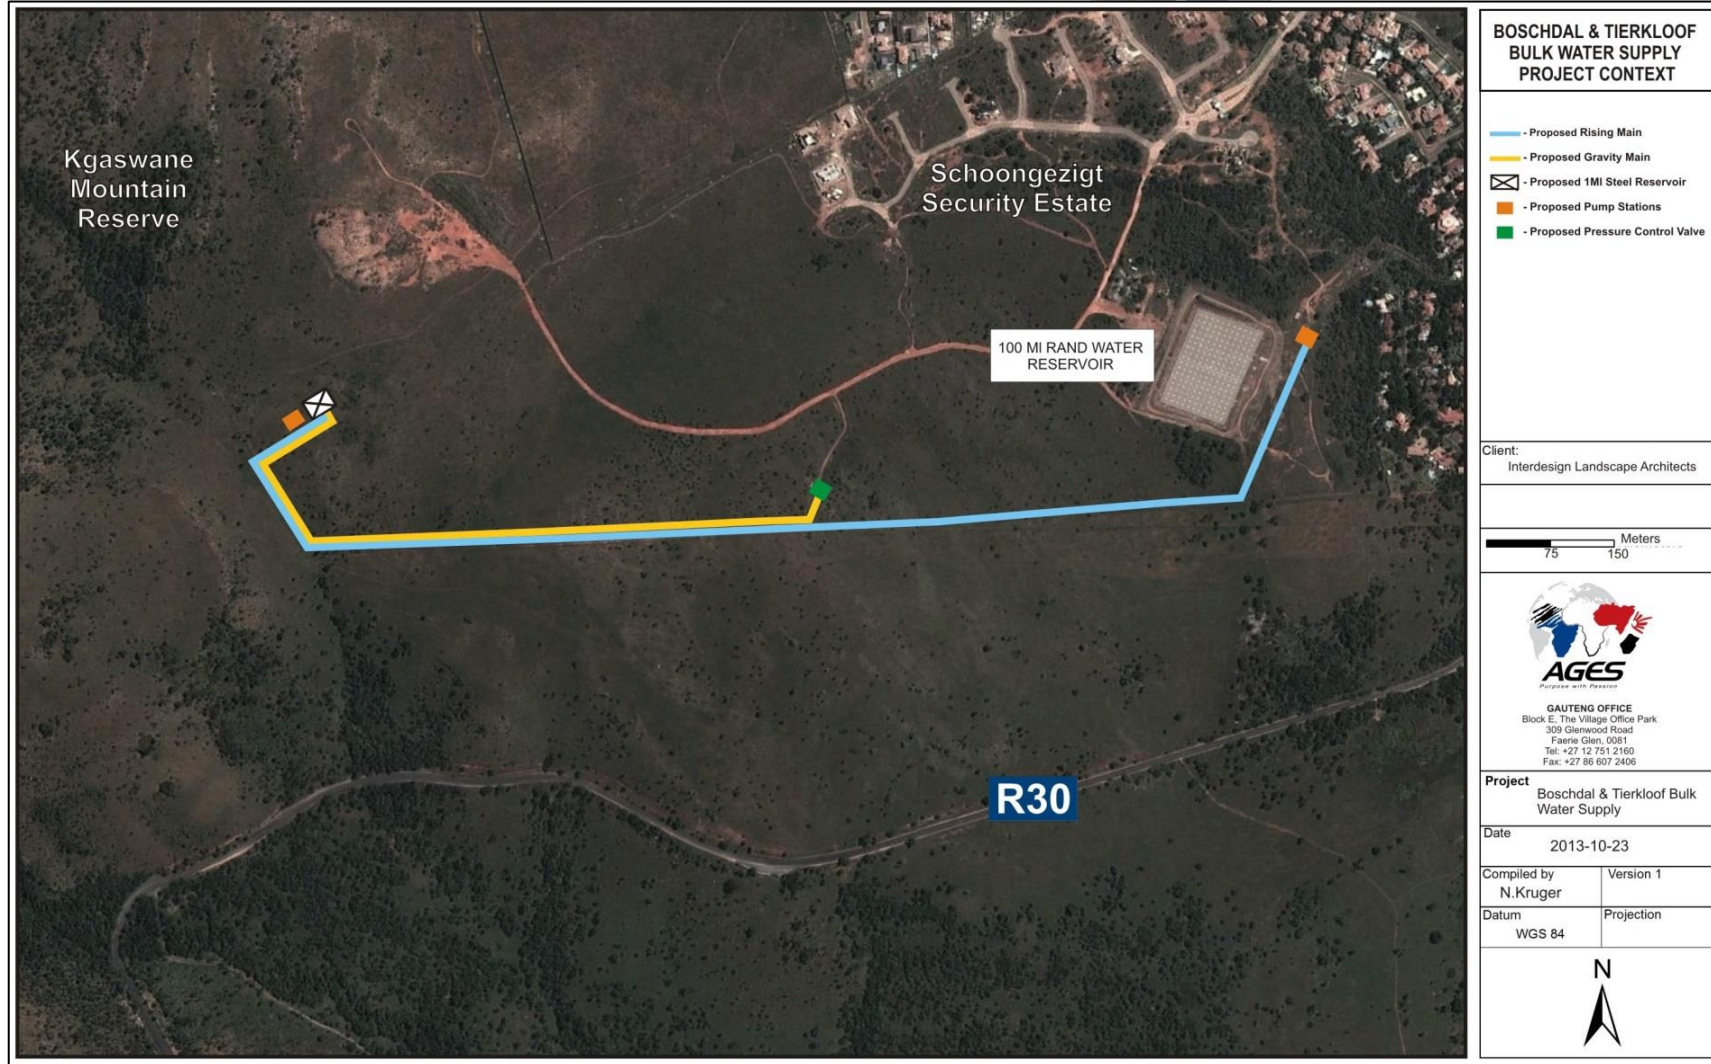 Kgaswane
Mountain
Reserve
Schoongezigt
Security Estate
100 Ml RAND WATER
RESERVOIR
R30
BOSCHDAL & TIERKLOOF
BULK WATER SUPPLY
PROJECT CONTEXT
- Proposed Rising Main
- Proposed Gravity Main
- Proposed 1Ml Steel Reservoir
- Proposed Pump Stations
- Proposed Pressure Control Valve
Client:
Interdesign Landscape Architects
Meters
75 150
AGES
Purpose with Passion
GAUTENG OFFICE
Block E, The Village Office Park
309 Glenwood Road
Faerie Glen, 0081
Tel: +27 12 751 2160
Fax: +27 86 607 2406
Project
Boschdal & Tierkloof Bulk
Water Supply
Date
2013-10-23
Compiled by
N.Kruger
Version 1
Datum
WGS 84
Projection
N